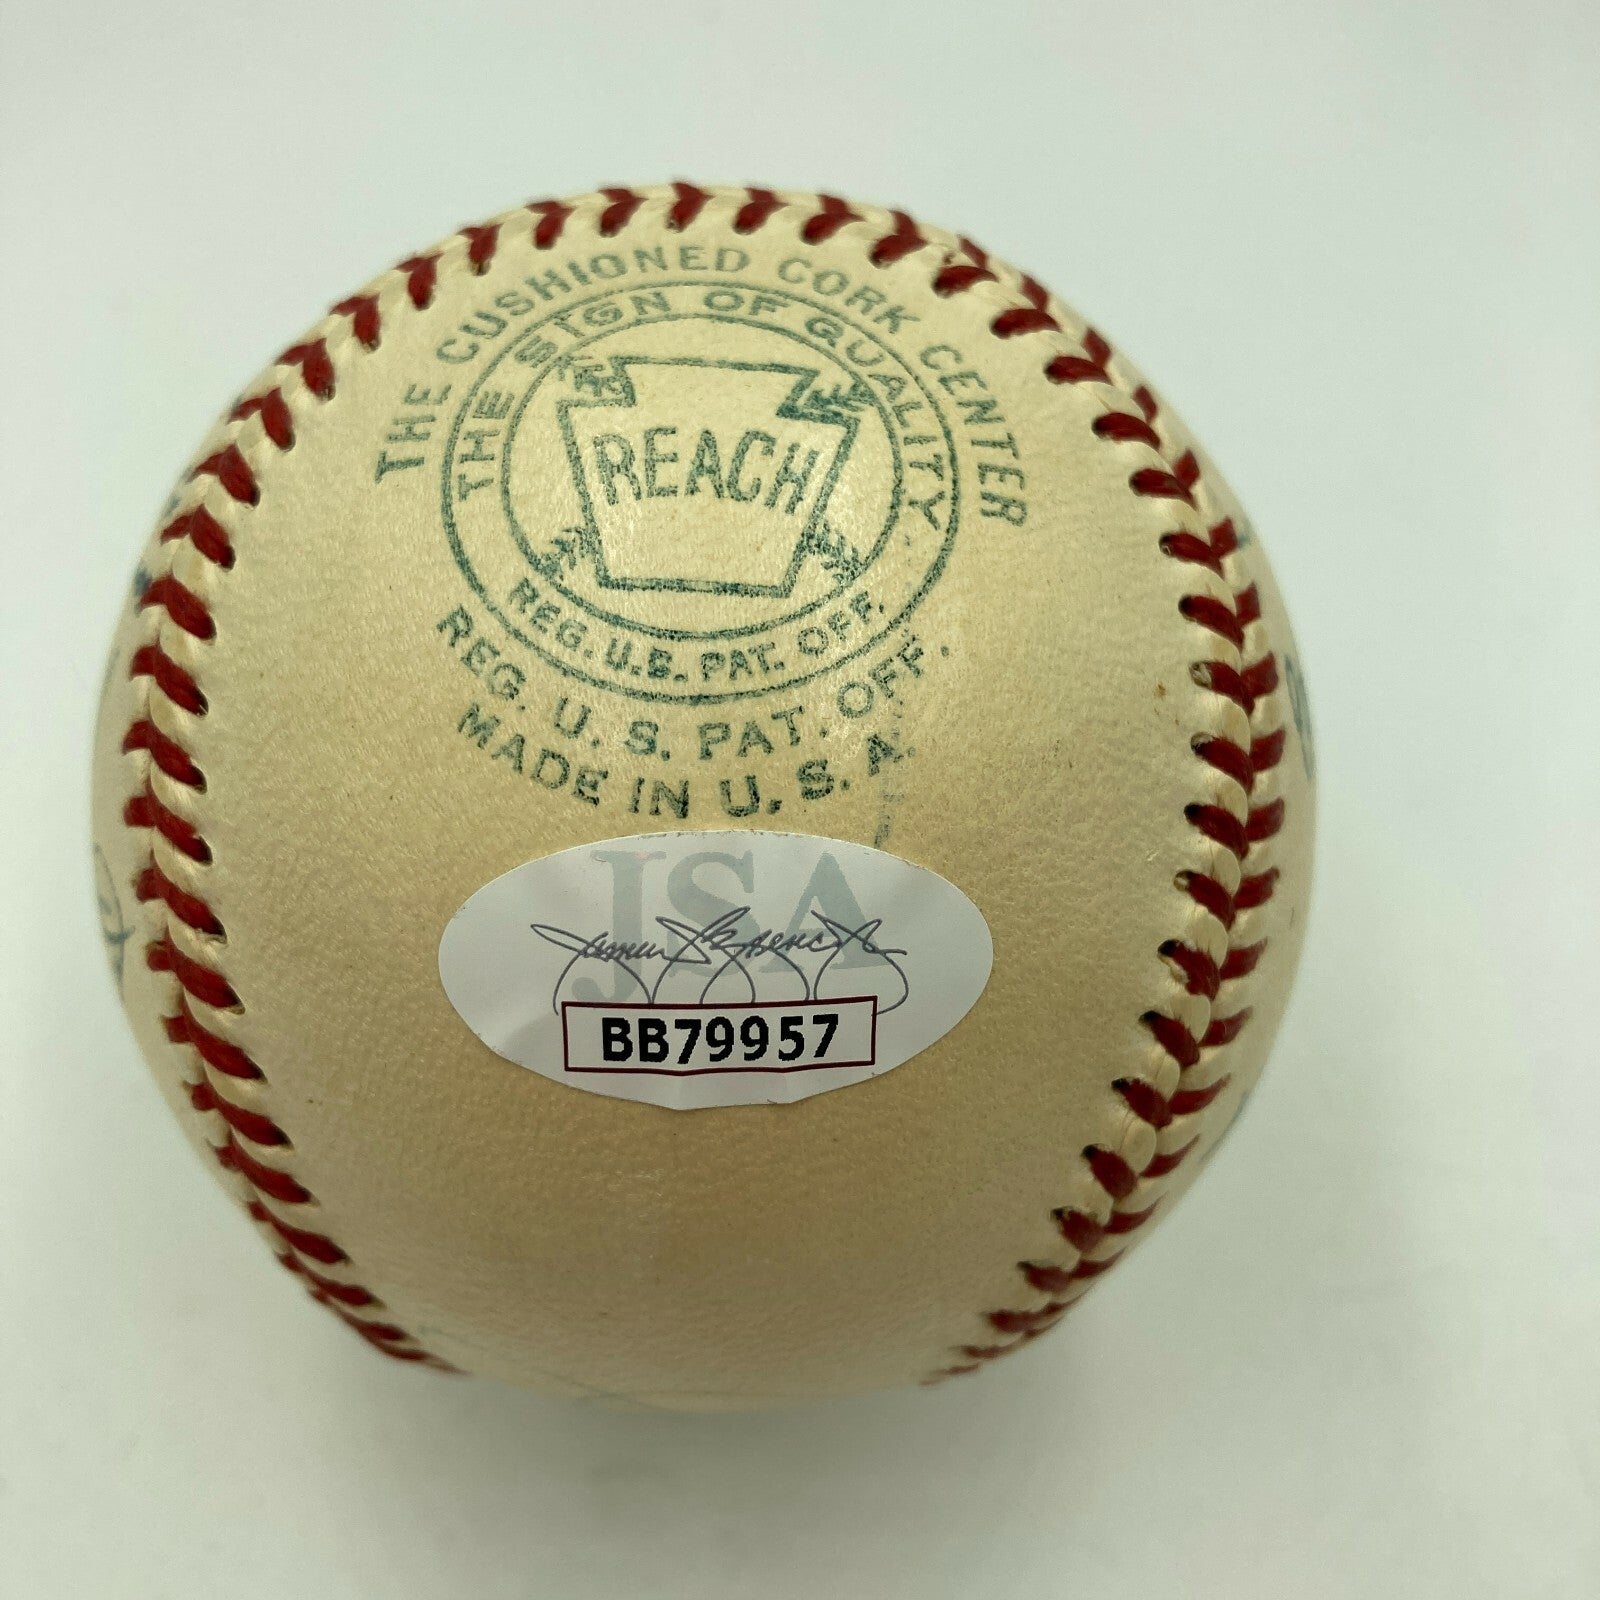 THE CUSHIONED CORK CENTER
THE SIGN OF QUALITY
REACH
REG. U.S. PAT. OFF.
REG. U. S. PAT. OFF.
MADE IN U. S. A.
JSA
BB79957